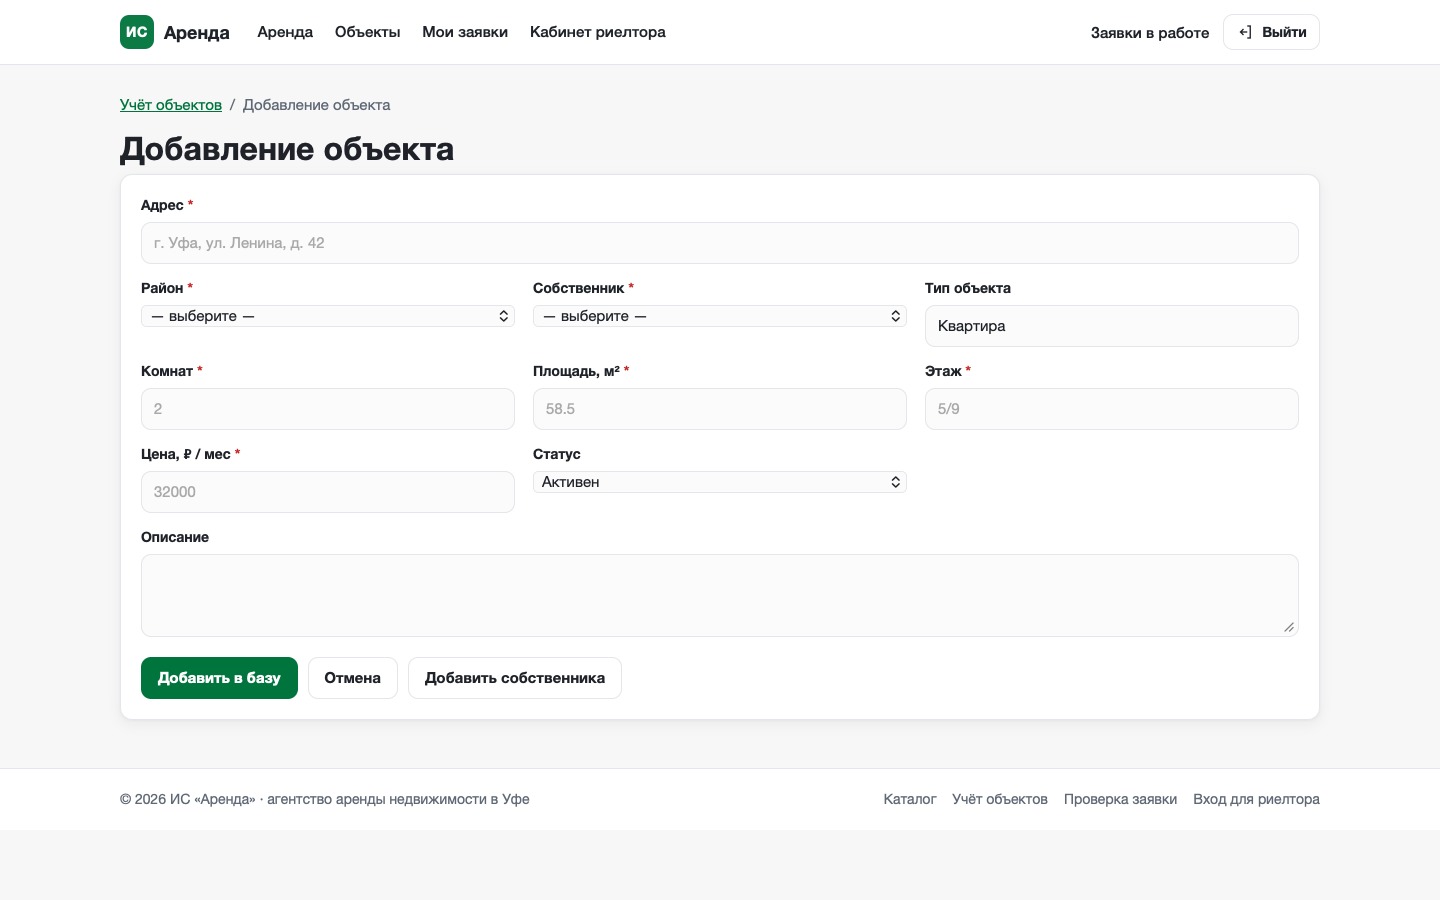 ИС Аренда Аренда Объекты Мои заявки Кабинет риелтора Заявки в работе Выйти
Учёт объектов / Добавление объекта
Добавление объекта
Адрес *
г. Уфа, ул. Ленина, д. 42
Район * Собственник * Тип объекта
— выберите — — выберите — Квартира
Комнат * Площадь, м² * Этаж *
2 58.5 5/9
Цена, ₽ / мес * Статус
32000 Активен
Описание
Добавить в базу Отмена Добавить собственника
© 2026 ИС «Аренда» · агентство аренды недвижимости в Уфе Каталог Учёт объектов Проверка заявки Вход для риелтора